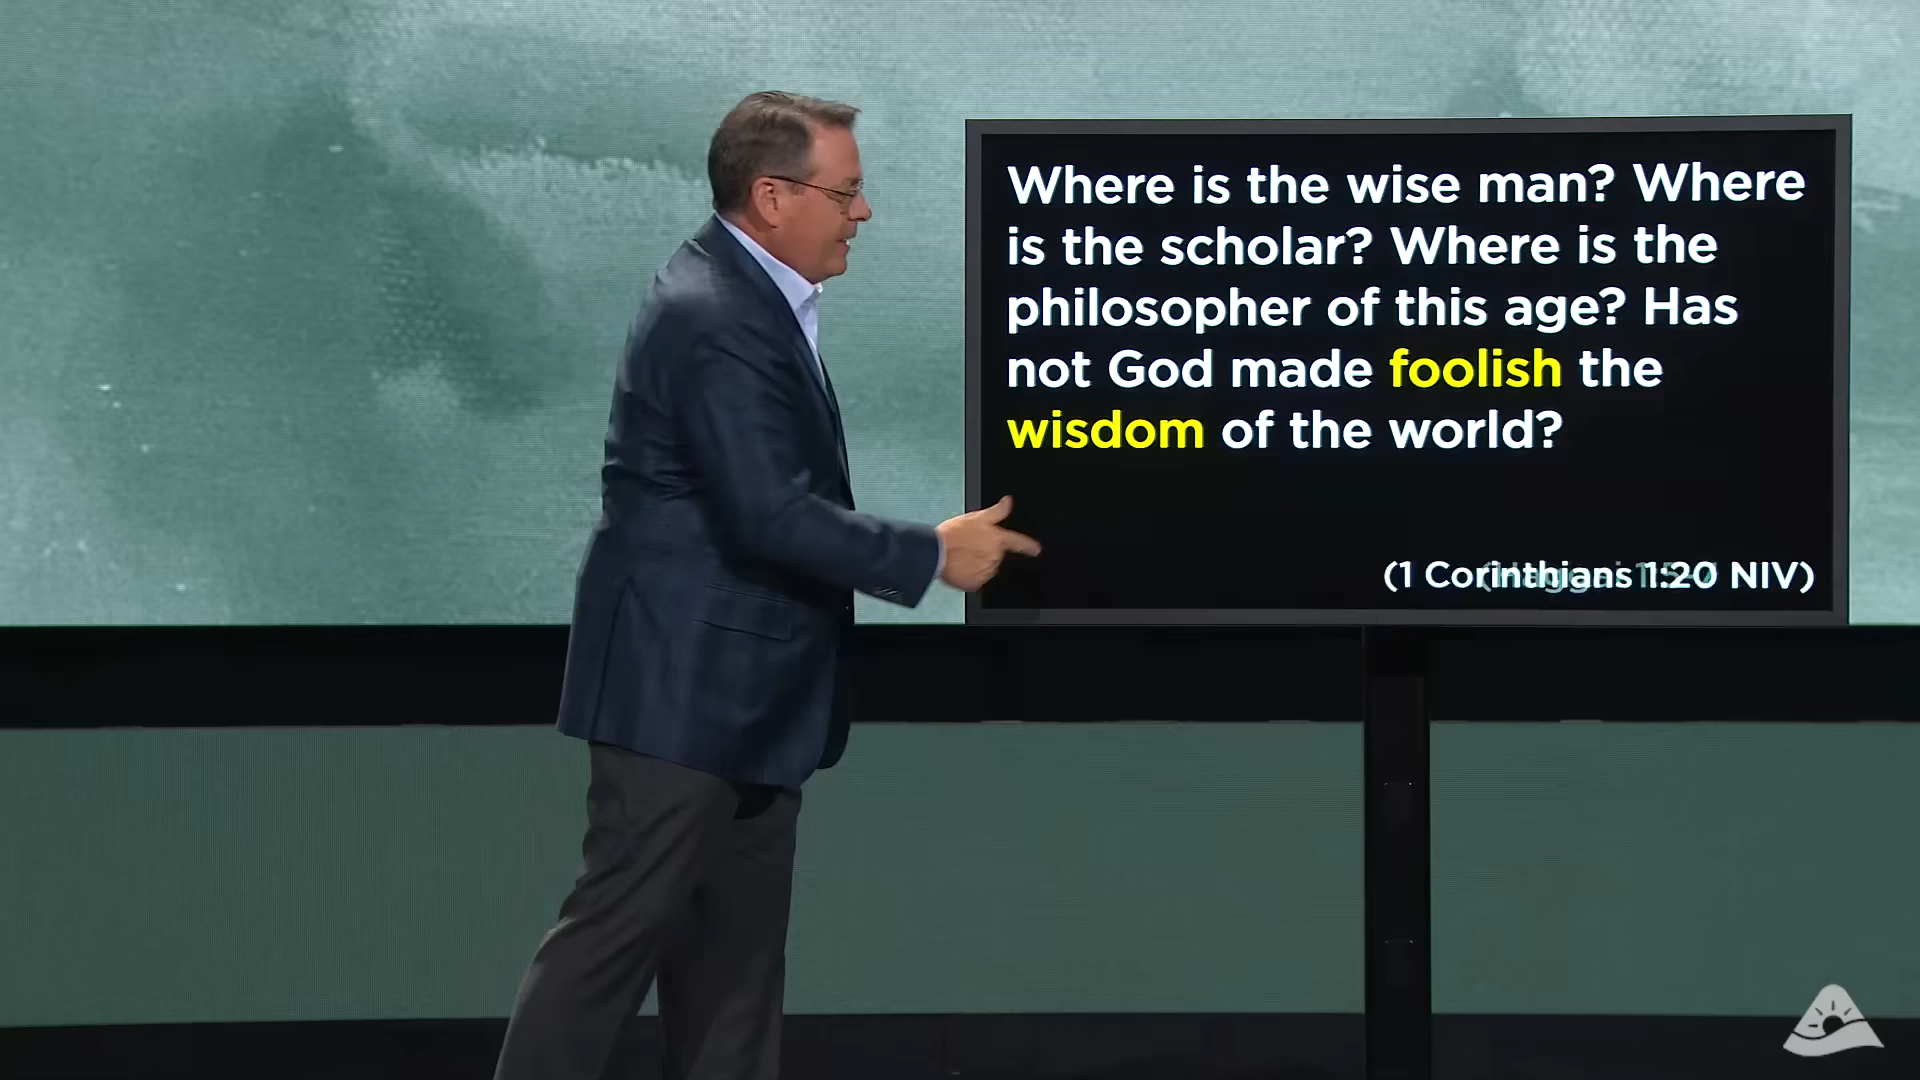 Where is the wise man? Where
is the scholar? Where is the
philosopher of this age? Has
not God made foolish the
wisdom of the world?
(1 Corinthians 1:20 NIV)